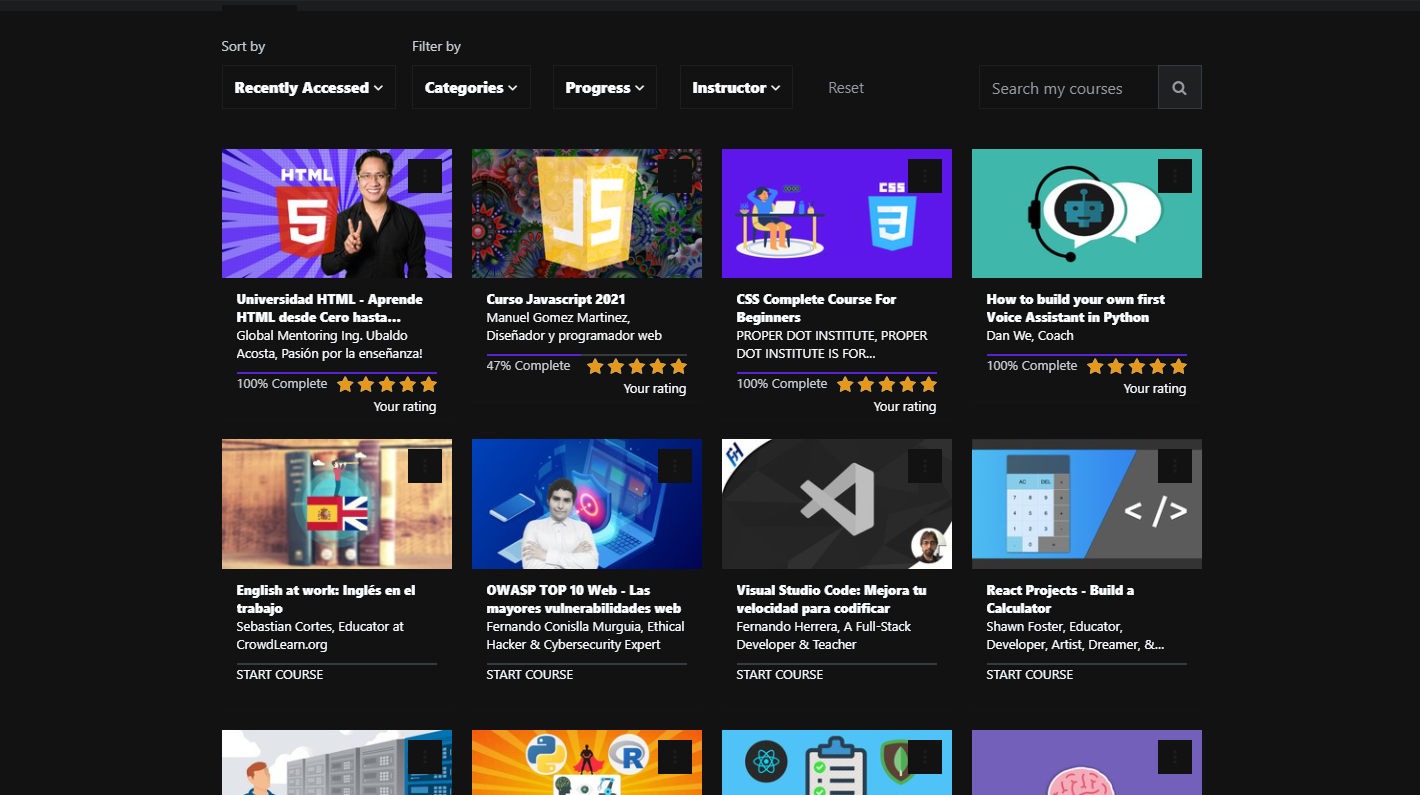 Sort by
Filter by
Recently Accessed
Categories
Progress
Instructor
Reset
Search my courses
HTML
5
JS
CSS
3
Universidad HTML - Aprende
HTML desde Cero hasta...
Global Mentoring Ing. Ubaldo
Acosta, Pasión por la enseñanza!
100% Complete
Your rating
Curso Javascript 2021
Manuel Gomez Martinez,
Diseñador y programador web
47% Complete
Your rating
CSS Complete Course For
Beginners
PROPER DOT INSTITUTE, PROPER
DOT INSTITUTE IS FOR...
100% Complete
Your rating
How to build your own first
Voice Assistant in Python
Dan We, Coach
100% Complete
Your rating
FH
AC DEL
7 8 9
4 5 6
1 2 3
0
</>
English at work: Inglés en el
trabajo
Sebastian Cortes, Educator at
CrowdLearn.org
START COURSE
OWASP TOP 10 Web - Las
mayores vulnerabilidades web
Fernando Conislla Murguia, Ethical
Hacker & Cybersecurity Expert
START COURSE
Visual Studio Code: Mejora tu
velocidad para codificar
Fernando Herrera, A Full-Stack
Developer & Teacher
START COURSE
React Projects - Build a
Calculator
Shawn Foster, Educator,
Developer, Artist, Dreamer, &...
START COURSE
R